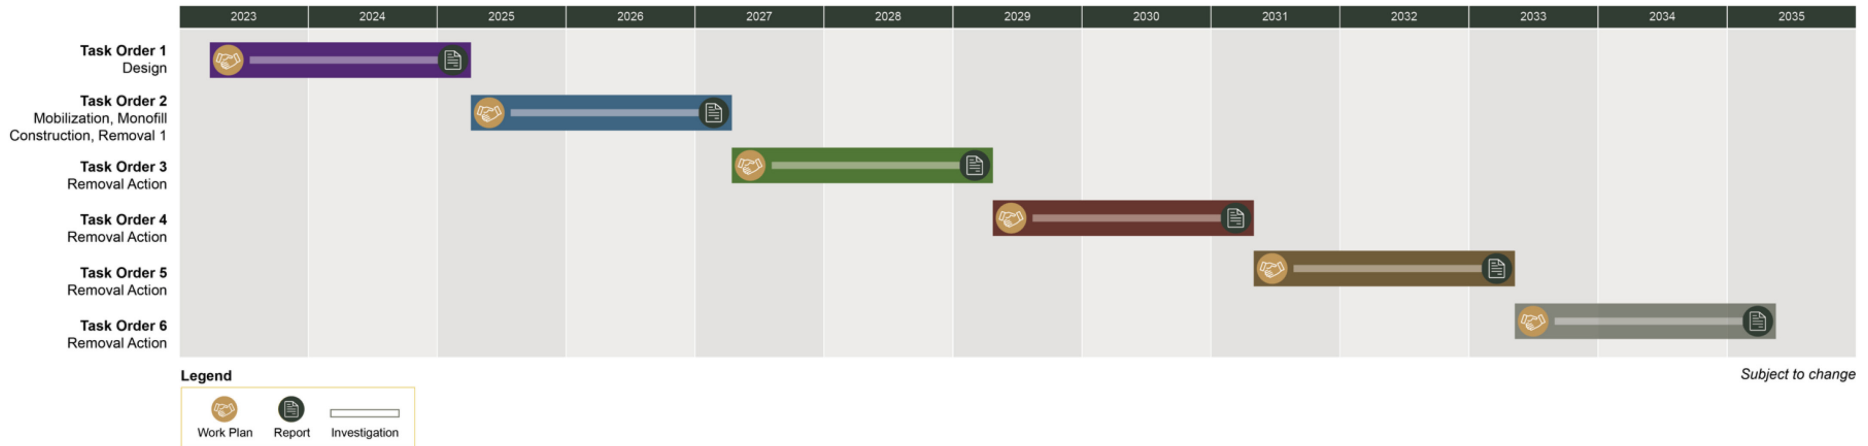 2023 2024 2025 2026 2027 2028 2029 2030 2031 2032 2033 2034 2035
Task Order 1
Design
Task Order 2
Mobilization, Monofill
Construction, Removal 1
Task Order 3
Removal Action
Task Order 4
Removal Action
Task Order 5
Removal Action
Task Order 6
Removal Action
Legend
Subject to change
Work Plan Report Investigation